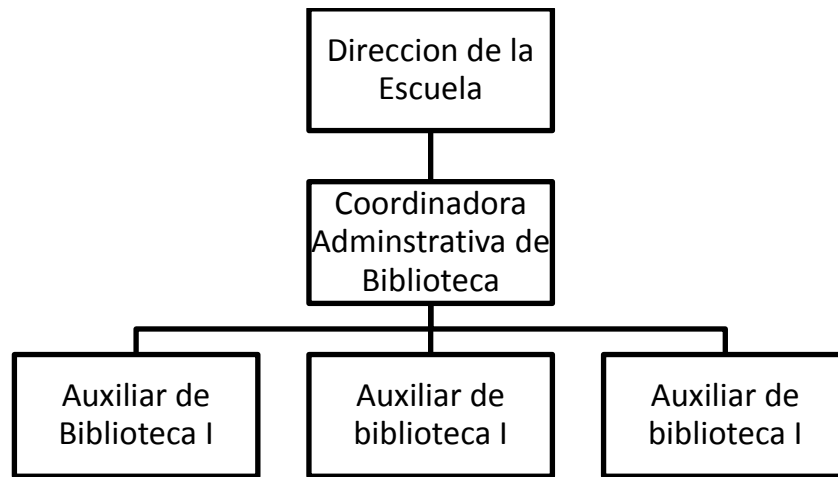 Direccion de la
Escuela
Coordinadora
Adminstrativa de
Biblioteca
Auxiliar de
Biblioteca I
Auxiliar de
biblioteca I
Auxiliar de
biblioteca I